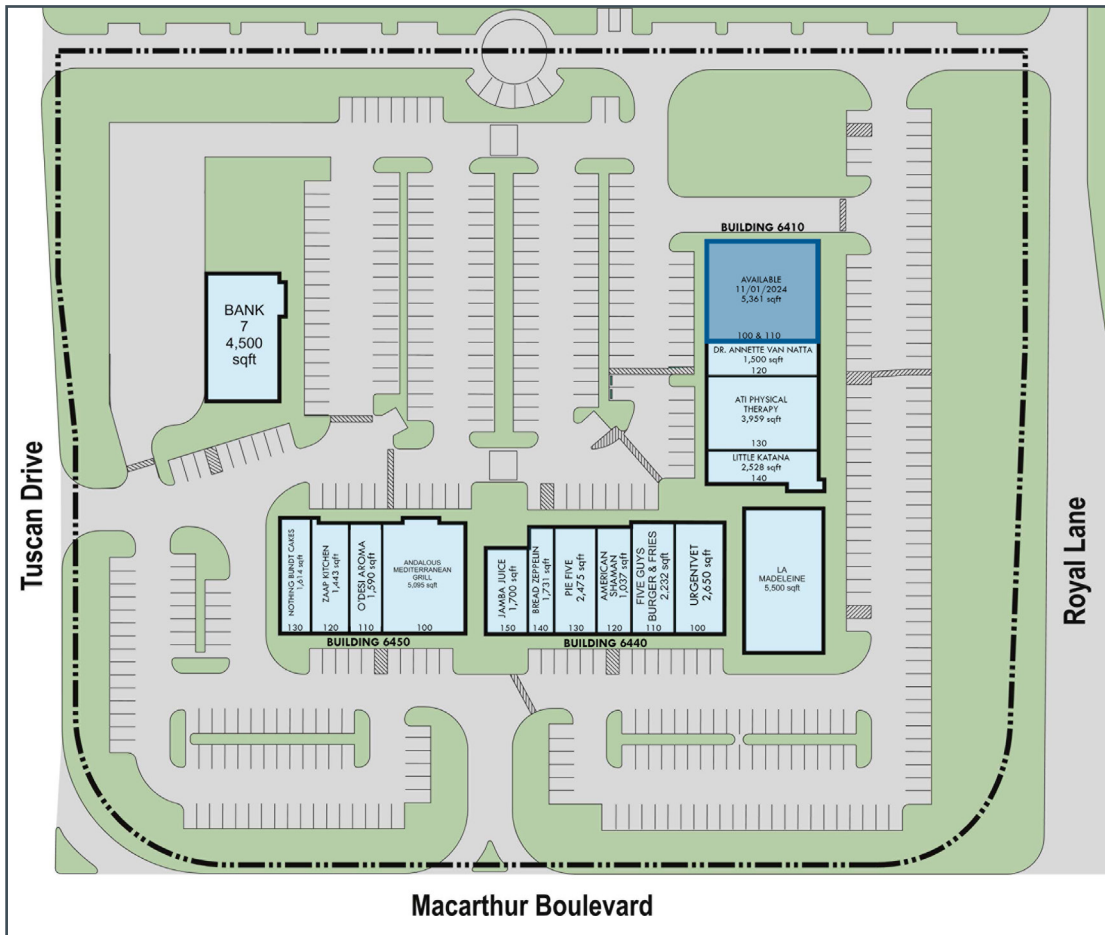 BUILDING 6410
AVAILABLE
11/01/2024
5,361 sqft
100 & 110
DR. ANNETTE VAN NATTA
1,500 sqft
120
ATI PHYSICAL
THERAPY
3,959 sqft
130
LITTLE KATANA
2,528 sqft
140
BANK
7
4,500
sqft
Tuscan Drive
Royal Lane
NOTHING BUNDT CAKES
1,614 sqft
130
ZAAP KITCHEN
1,443 sqft
120
O'DESI AROMA
1,590 sqft
110
ANDALOUS
MEDITERRANEAN
GRILL
5,095 sqft
100
BUILDING 6450
JAMBA JUICE
1,700 sqft
150
BREAD ZEPPELIN
1,731 sqft
140
PIE FIVE
2,475 sqft
130
AMERICAN
SHAMAN
1,037 sqft
120
FIVE GUYS
BURGER & FRIES
2,232 sqft
110
URGENTVET
2,650 sqft
100
BUILDING 6440
LA
MADELEINE
5,500 sqft
Macarthur Boulevard